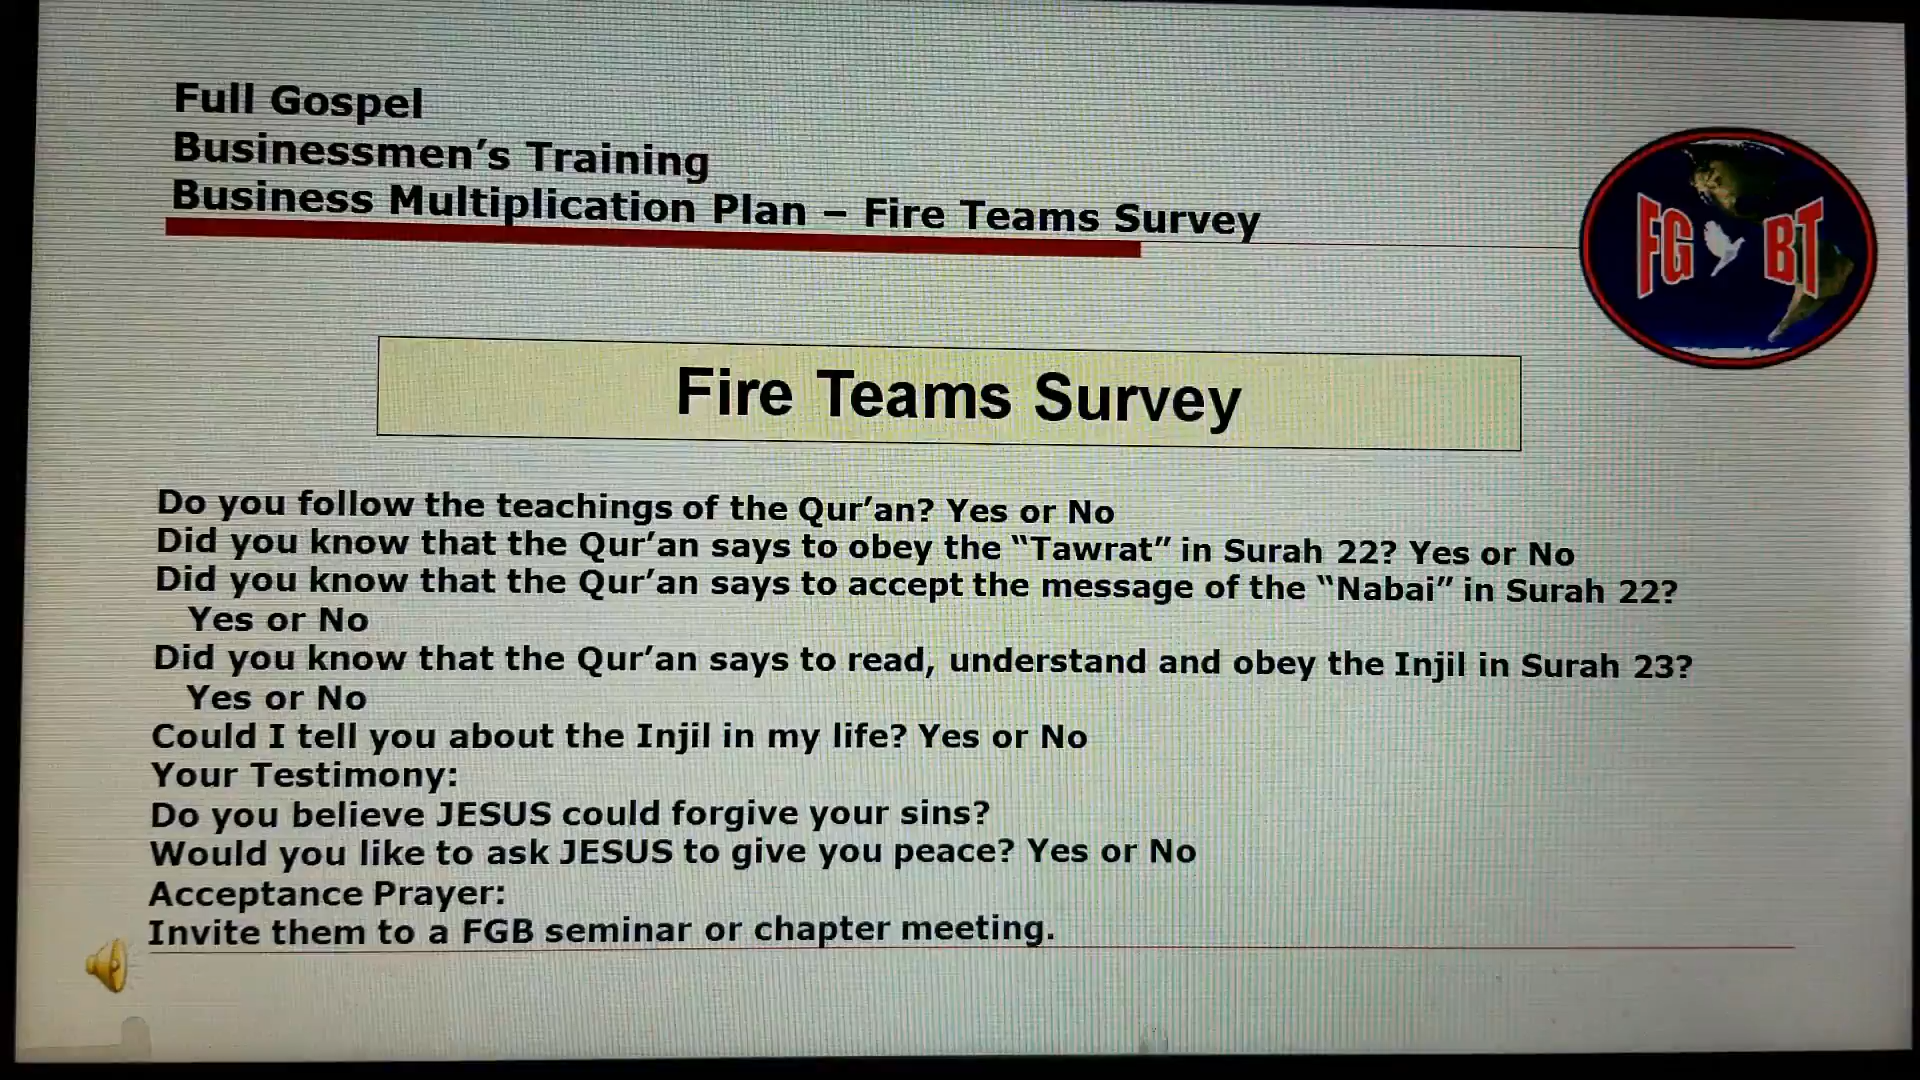 Full Gospel
Businessmen’s Training
Business Multiplication Plan – Fire Teams Survey
FG BT
Fire Teams Survey
Do you follow the teachings of the Qur’an? Yes or No
Did you know that the Qur’an says to obey the “Tawrat” in Surah 22? Yes or No
Did you know that the Qur’an says to accept the message of the “Nabai” in Surah 22?
Yes or No
Did you know that the Qur’an says to read, understand and obey the Injil in Surah 23?
Yes or No
Could I tell you about the Injil in my life? Yes or No
Your Testimony:
Do you believe JESUS could forgive your sins?
Would you like to ask JESUS to give you peace? Yes or No
Acceptance Prayer:
Invite them to a FGB seminar or chapter meeting.